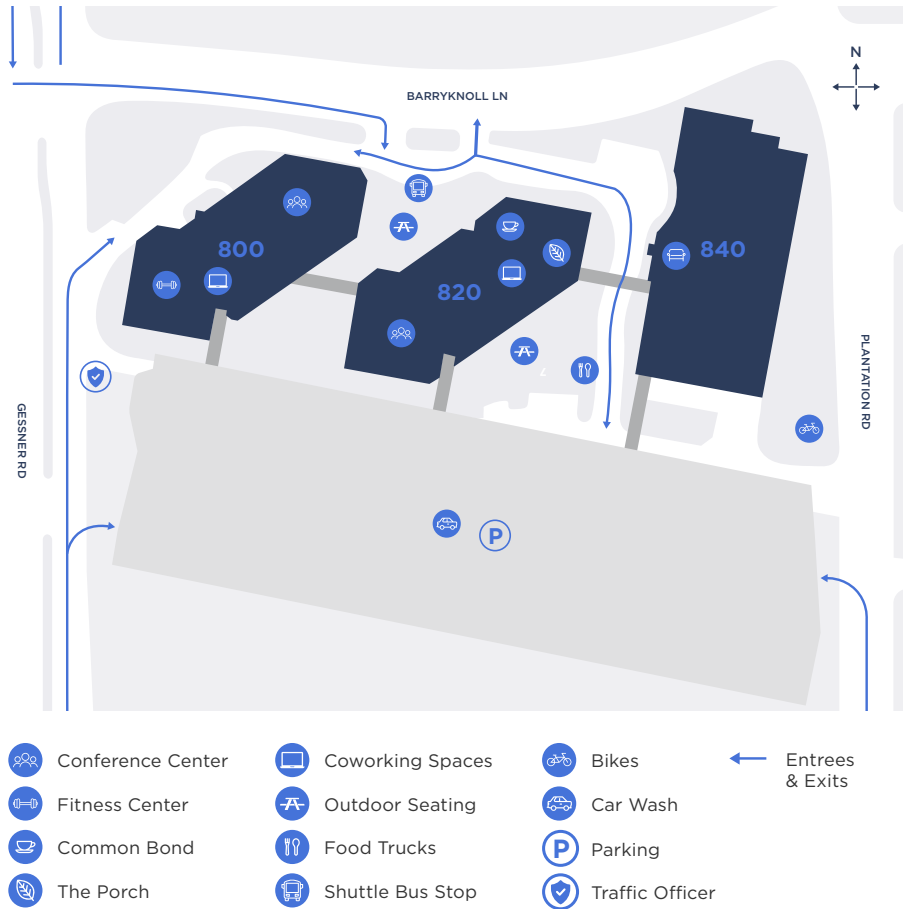 N
BARRYKNOLL LN
800
840
820
PLANTATION RD
GESSNER RD
P
Conference Center
Coworking Spaces
Bikes
Entrees
& Exits
Fitness Center
Outdoor Seating
Car Wash
Common Bond
Food Trucks
P
Parking
The Porch
Shuttle Bus Stop
Traffic Officer